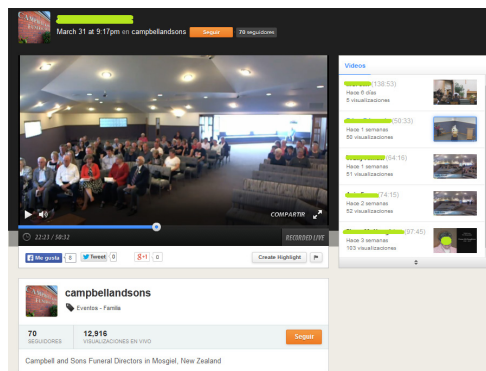 March 31 at 9:17pm en campbellandsons Seguir 70 seguidores
COMPARTIR
22:23 / 50:32
RECORDED LIVE
Me gusta 8
Tweet 0
g+1 0
Create Highlight
campbellandsons
Eventos - Familia
70
SEGUIDORES
12,916
VISUALIZACIONES EN VIVO
Seguir
Campbell and Sons Funeral Directors in Mosgiel, New Zealand
Videos
(138:53)
Hace 6 días
5 visualizaciones
(50:33)
Hace 1 semanas
60 visualizaciones
(64:16)
Hace 1 semanas
51 visualizaciones
(74:15)
Hace 2 semanas
52 visualizaciones
(97:45)
Hace 3 semanas
183 visualizaciones